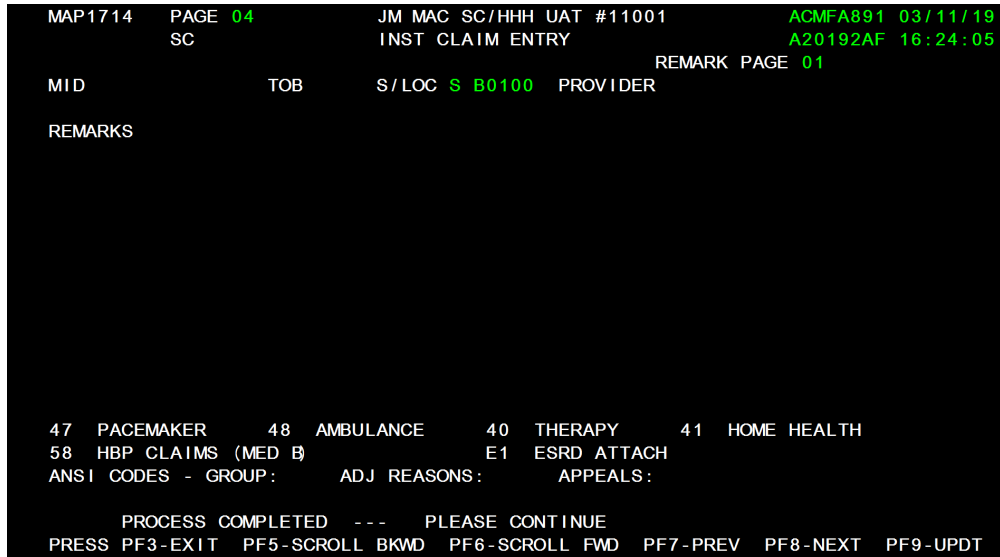 MAP1714 PAGE 04 JM MAC SC/HHH UAT #11001 ACMFA891 03/11/19
SC INST CLAIM ENTRY A20192AF 16:24:05
REMARK PAGE 01
MID TOB S/LOC S B0100 PROVIDER
REMARKS
47 PACEMAKER 48 AMBULANCE 40 THERAPY 41 HOME HEALTH
58 HBP CLAIMS (MED B) E1 ESRD ATTACH
ANSI CODES - GROUP: ADJ REASONS: APPEALS:
PROCESS COMPLETED --- PLEASE CONTINUE
PRESS PF3-EXIT PF5-SCROLL BKWD PF6-SCROLL FWD PF7-PREV PF8-NEXT PF9-UPDT